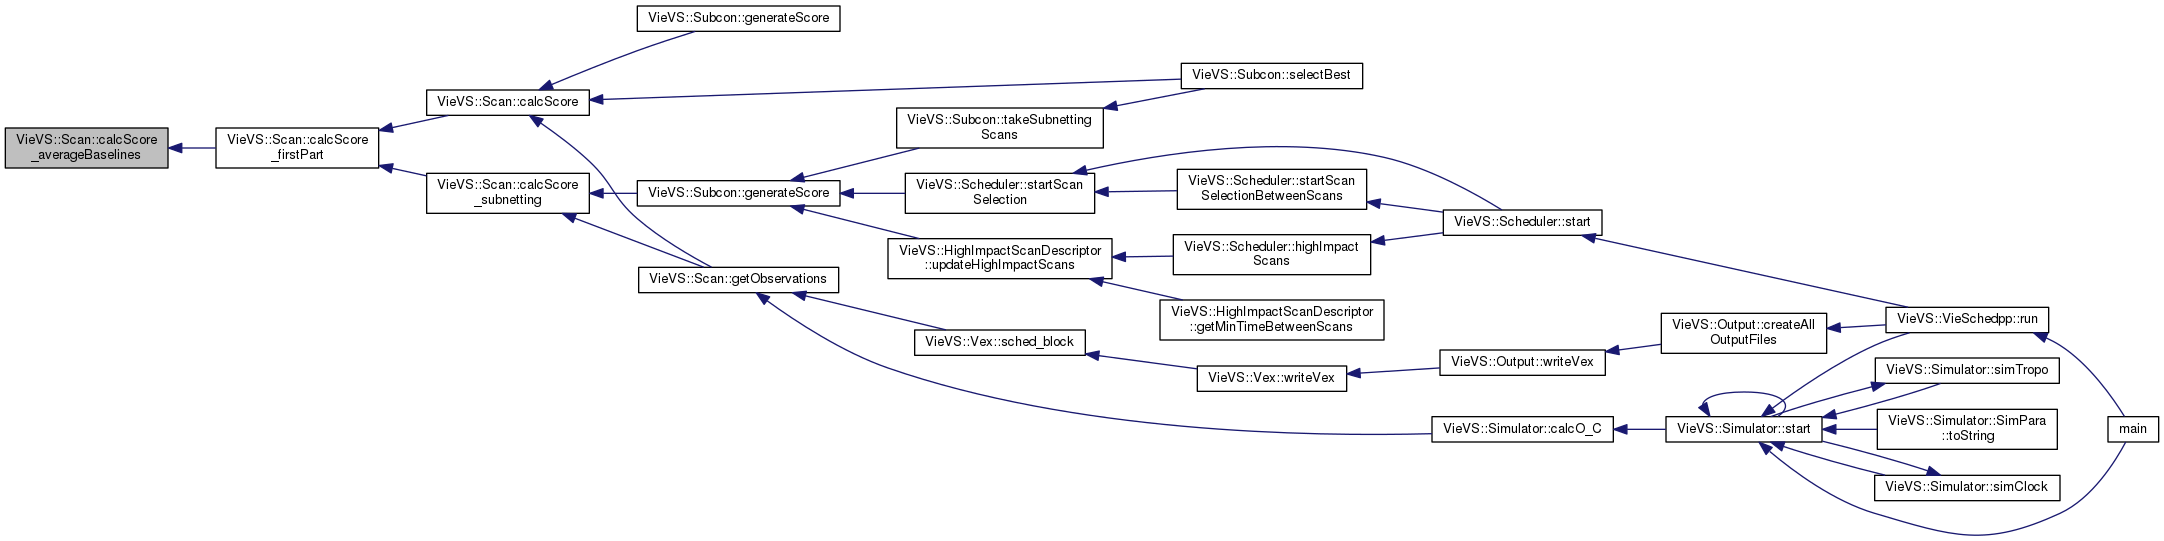 VieVS::Scan::calcScore
_averageBaselines
VieVS::Scan::calcScore
_firstPart
VieVS::Scan::calcScore
VieVS::Scan::calcScore
_subnetting
VieVS::Subcon::generateScore
VieVS::Subcon::generateScore
VieVS::Scan::getObservations
VieVS::Subcon::takeSubnetting
Scans
VieVS::Scheduler::startScan
Selection
VieVS::HighImpactScanDescriptor
::updateHighImpactScans
VieVS::Vex::sched_block
VieVS::Subcon::selectBest
VieVS::Scheduler::startScan
SelectionBetweenScans
VieVS::Scheduler::highImpact
Scans
VieVS::HighImpactScanDescriptor
::getMinTimeBetweenScans
VieVS::Vex::writeVex
VieVS::Scheduler::start
VieVS::Output::writeVex
VieVS::Simulator::calcO_C
VieVS::Output::createAll
OutputFiles
VieVS::Simulator::start
VieVS::VieSchedpp::run
VieVS::Simulator::simTropo
VieVS::Simulator::SimPara
::toString
VieVS::Simulator::simClock
main